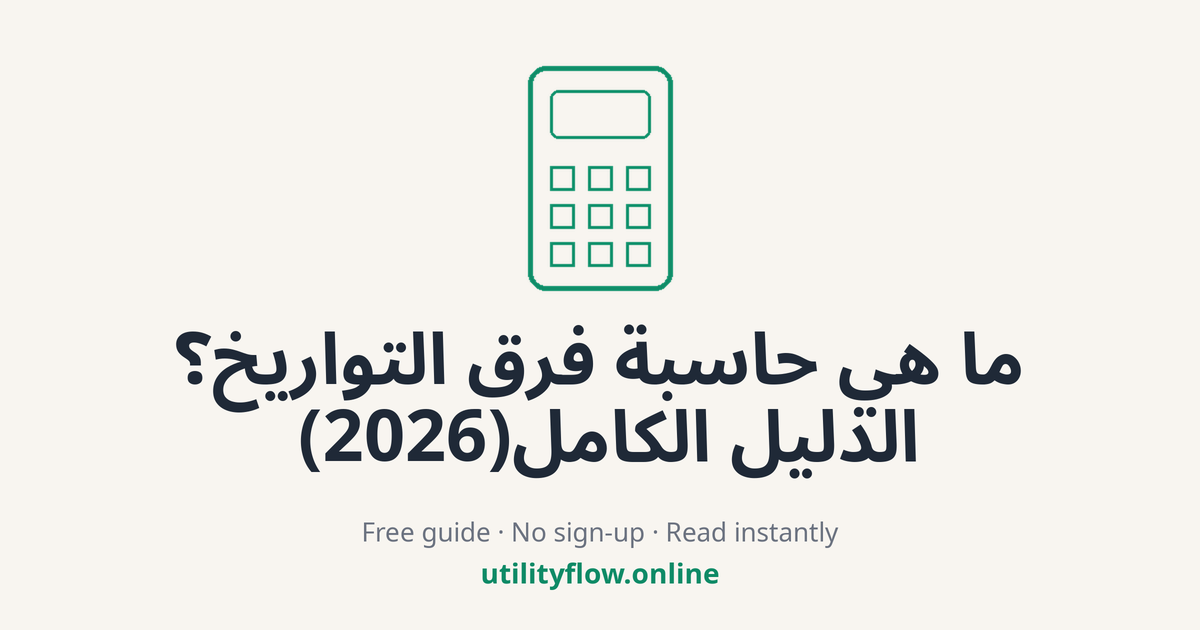 ما هي حاسبة فرق التواريخ؟
الدليل الكامل(2026)
Free guide · No sign-up · Read instantly
utilityflow.online